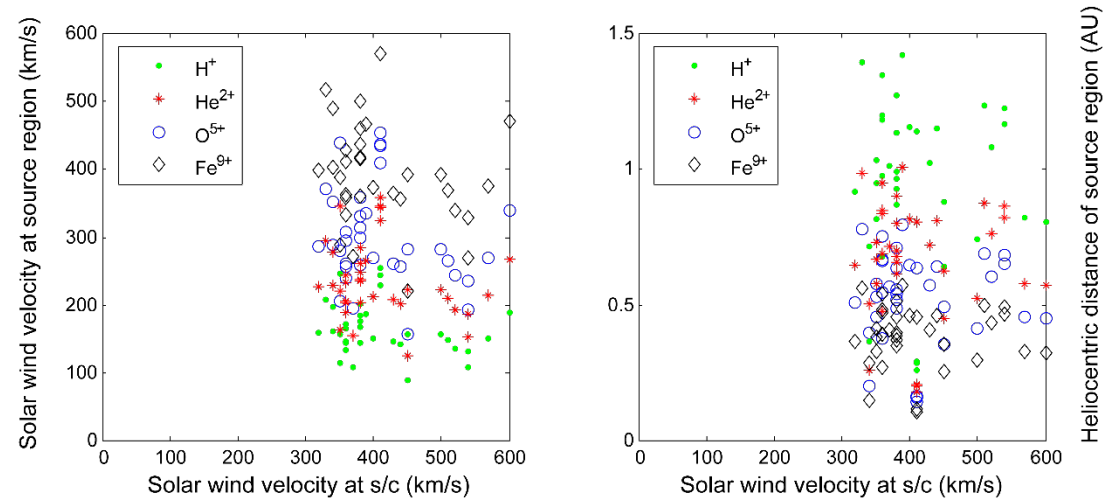 Solar wind velocity at source region (km/s)
600
500
400
300
200
100
0
H+
He2+
O5+
Fe9+
0 100 200 300 400 500 600
Solar wind velocity at s/c (km/s)
1.5
1
0.5
0
H+
He2+
O5+
Fe9+
0 100 200 300 400 500 600
Solar wind velocity at s/c (km/s)
Heliocentric distance of source region (AU)